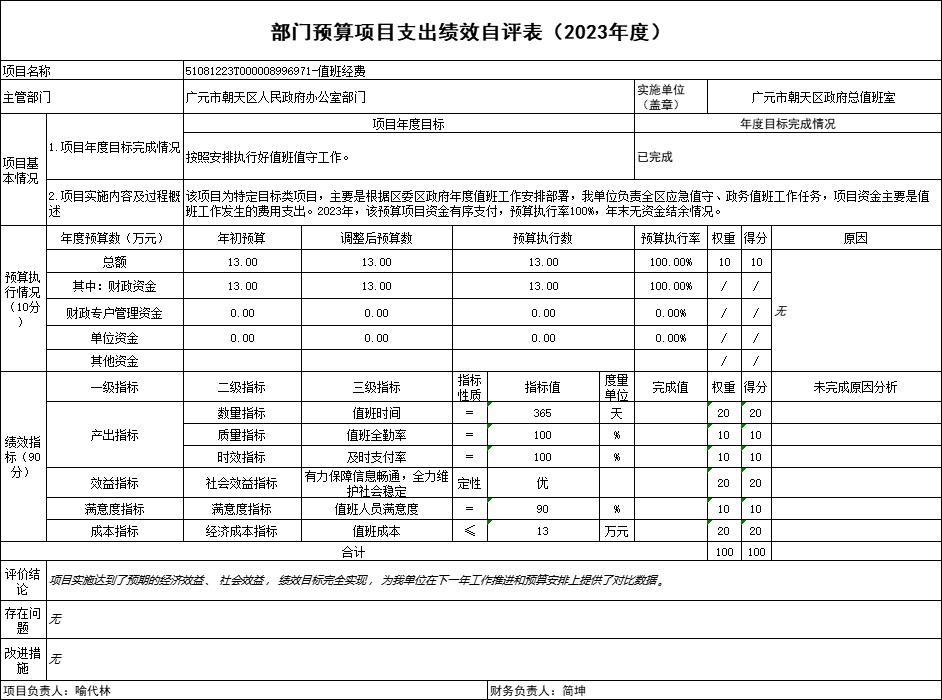 部门预算项目支出绩效自评表（2023年度）
项目名称 51081223T000008996971-值班经费
主管部门 广元市朝天区人民政府办公室部门 实施单位（盖章） 广元市朝天区政府总值班室
项目基本情况 1.项目年度目标完成情况 项目年度目标 年度目标完成情况
按照安排执行好值班值守工作。 已完成
2.项目实施内容及过程概述 该项目为特定目标类项目，主要是根据区委区政府年度值班工作安排部署，我单位负责全区应急值守、政务值班工作任务，项目资金主要是值班工作发生的费用支出。2023年，该预算项目资金有序支付，预算执行率100%，年末无资金结余情况。
预算执行情况（10分） 年度预算数（万元） 年初预算 调整后预算数 预算执行数 预算执行率 权重 得分 原因
总额 13.00 13.00 13.00 100.00% 10 10 无
其中：财政资金 13.00 13.00 13.00 100.00% / /
财政专户管理资金 0.00 0.00 0.00 0.00% / /
单位资金 0.00 0.00 0.00 0.00% / /
其他资金 / /
绩效指标（90分） 一级指标 二级指标 三级指标 指标性质 指标值 度量单位 完成值 权重 得分 未完成原因分析
产出指标 数量指标 值班时间 ＝ 365 天 20 20
质量指标 值班全勤率 ＝ 100 % 10 10
时效指标 及时支付率 ＝ 100 % 10 10
效益指标 社会效益指标 有力保障信息畅通，全力维护社会稳定 定性 优 20 20
满意度指标 满意度指标 值班人员满意度 ＝ 90 % 10 10
成本指标 经济成本指标 值班成本 ≤ 13 万元 20 20
合计 100 100
评价结论 项目实施达到了预期的经济效益、社会效益，绩效目标完全实现，为我单位在下一年工作推进和预算安排上提供了对比数据。
存在问题 无
改进措施 无
项目负责人：喻代林 财务负责人：简坤